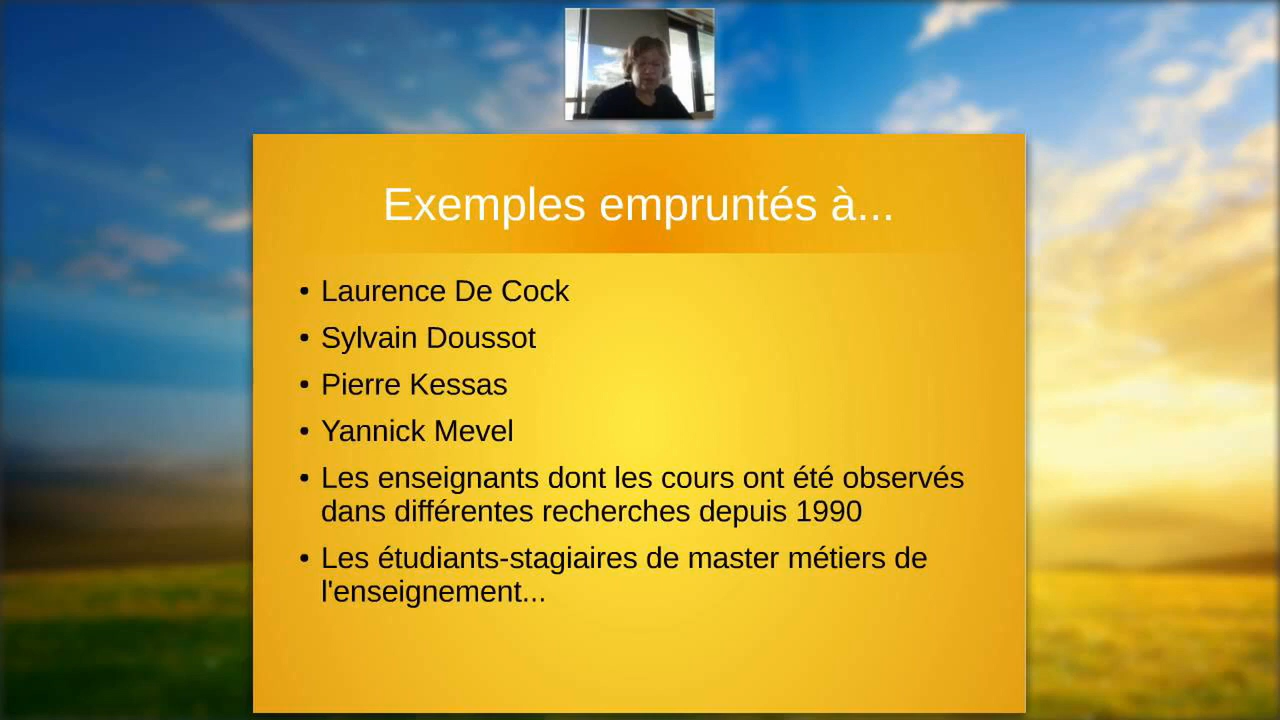 Exemples empruntés à...
• Laurence De Cock
• Sylvain Doussot
• Pierre Kessas
• Yannick Mevel
• Les enseignants dont les cours ont été observés
dans différentes recherches depuis 1990
• Les étudiants-stagiaires de master métiers de
l'enseignement...